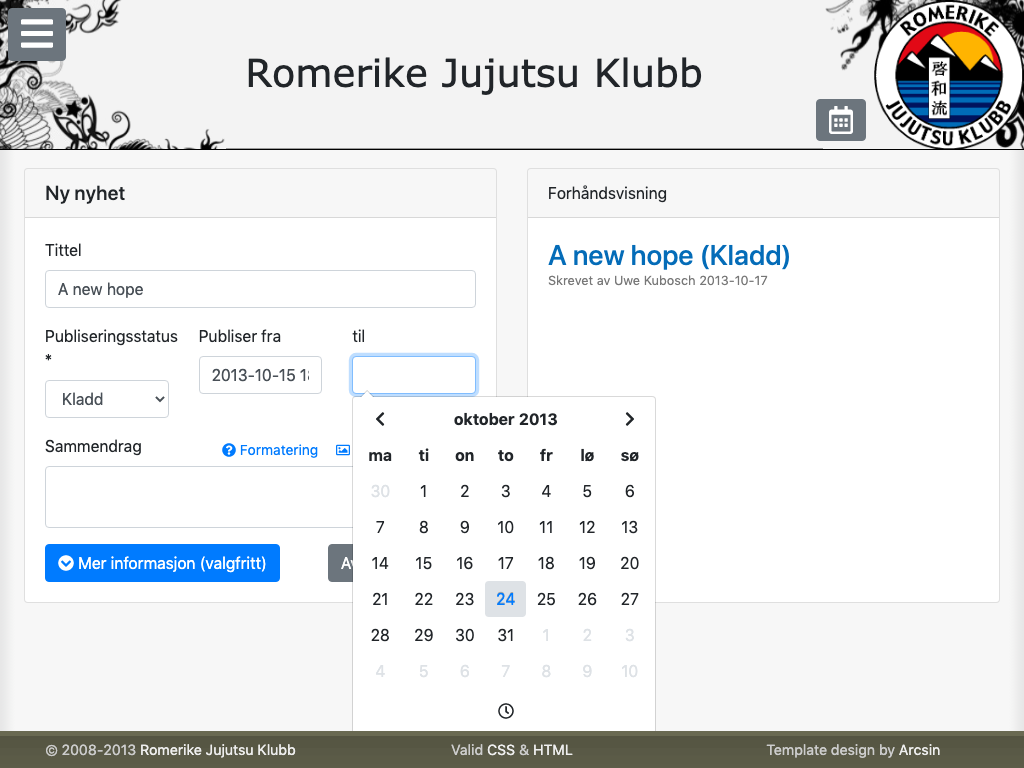 Romerike Jujutsu Klubb
ROMERIKE
啓和流
JUJUTSU KLUBB
Ny nyhet
Tittel
A new hope
Publiseringsstatus
*
Publiser fra
til
Kladd
2013-10-15 1
Sammendrag
Formatering
Mer informasjon (valgfritt)
Forhåndsvisning
A new hope (Kladd)
Skrevet av Uwe Kubosch 2013-10-17
oktober 2013
ma ti on to fr lø sø
30 1 2 3 4 5 6
7 8 9 10 11 12 13
14 15 16 17 18 19 20
21 22 23 24 25 26 27
28 29 30 31 1 2 3
4 5 6 7 8 9 10
© 2008-2013 Romerike Jujutsu Klubb
Valid CSS & HTML
Template design by Arcsin